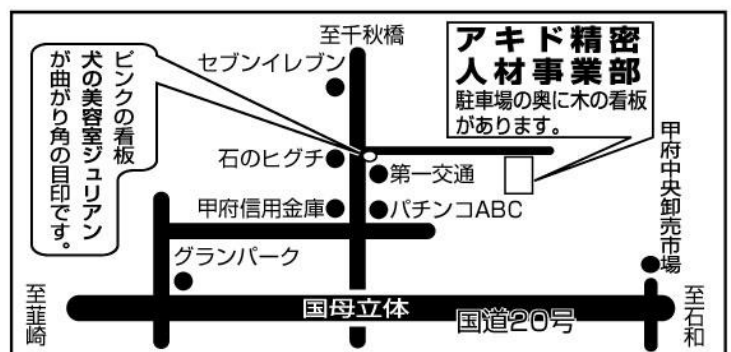 至千秋橋
アキド精密
人材事業部
駐車場の奥に木の看板
があります。
ピンクの看板
犬の美容室ジュリアン
が曲がり角の目印です。
セブンイレブン
石のヒグチ
第一交通
甲府信用金庫
パチンコABC
甲府中央卸売市場
グランパーク
至韮崎
国母立体
国道20号
至石和